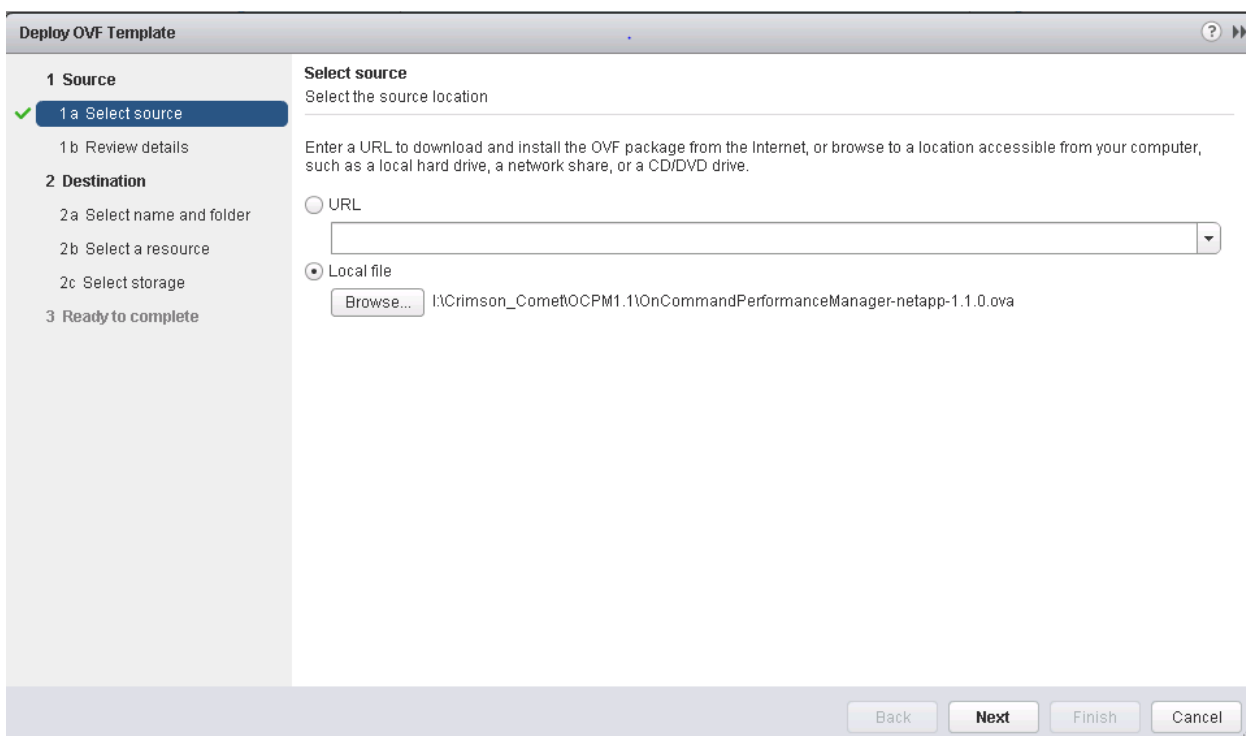 Deploy OVF Template
?
1 Source
1a Select source
1b Review details
2 Destination
2a Select name and folder
2b Select a resource
2c Select storage
3 Ready to complete
Select source
Select the source location
Enter a URL to download and install the OVF package from the Internet, or browse to a location accessible from your computer,
such as a local hard drive, a network share, or a CD/DVD drive.
URL
Local file
Browse... I:\Crimson_Comet\OCPM1.1\OnCommandPerformanceManager-netapp-1.1.0.ova
Back Next Finish Cancel